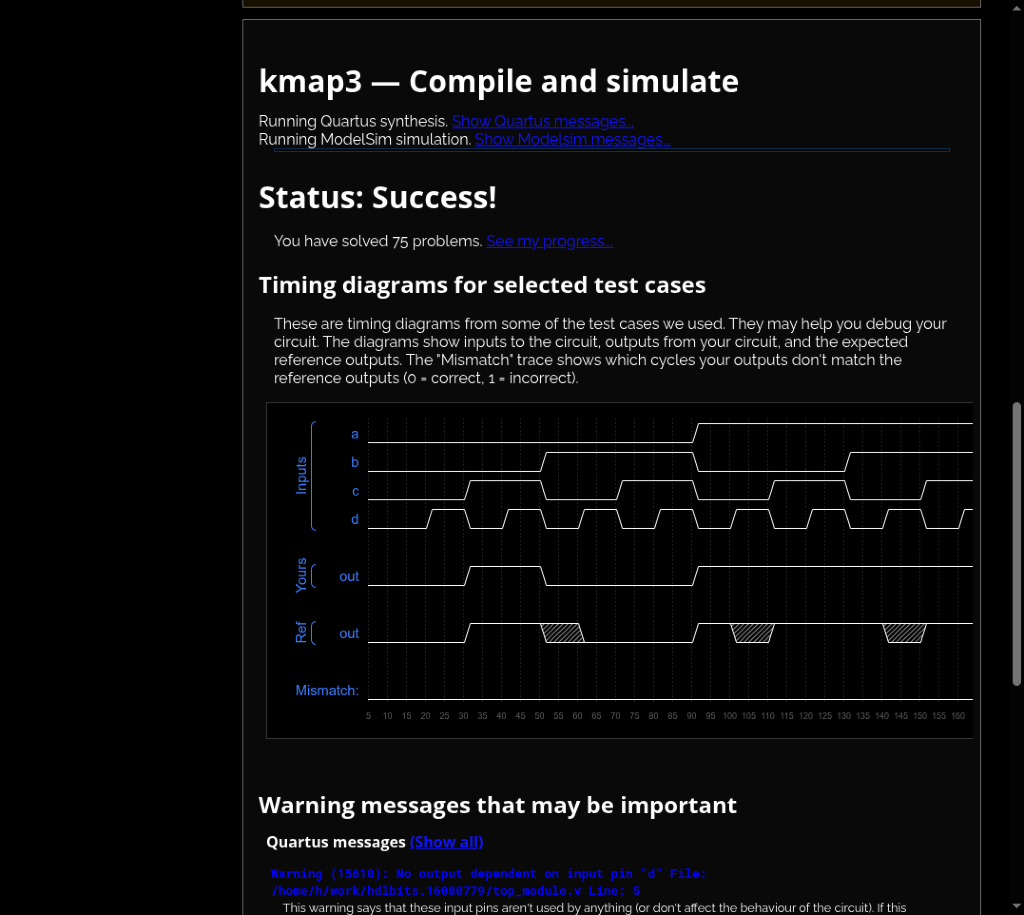 kmap3 — Compile and simulate
Running Quartus synthesis. Show Quartus messages...
Running ModelSim simulation. Show Modelsim messages...
Status: Success!
You have solved 75 problems. See my progress...
Timing diagrams for selected test cases
These are timing diagrams from some of the test cases we used. They may help you debug your
circuit. The diagrams show inputs to the circuit, outputs from your circuit, and the expected
reference outputs. The "Mismatch" trace shows which cycles your outputs don't match the
reference outputs (0 = correct, 1 = incorrect).
Inputs
a
b
c
d
Yours
out
Ref
out
Mismatch:
5 10 15 20 25 30 35 40 45 50 55 60 65 70 75 80 85 90 95 100 105 110 115 120 125 130 135 140 145 150 155 160
Warning messages that may be important
Quartus messages (Show all)
Warning (15610): No output dependent on input pin "d" File:
/home/h/work/hdlbits.16080779/top_module.v Line: 5
This warning says that these input pins aren't used by anything (or don't affect the behaviour of the circuit). If this